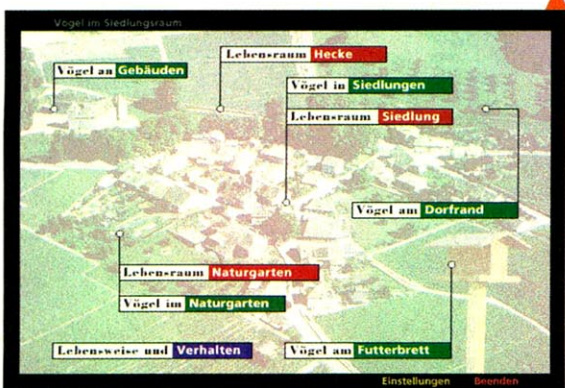 Vögel im Siedlungsraum
Lebensraum Hecke
Vögel an Gebäuden
Vögel in Siedlungen
Lebensraum Siedlung
Vögel am Dorfrand
Lebensraum Naturgarten
Vögel im Naturgarten
Lebensweise und Verhalten
Vögel am Futterbrett
Einstellungen Beenden